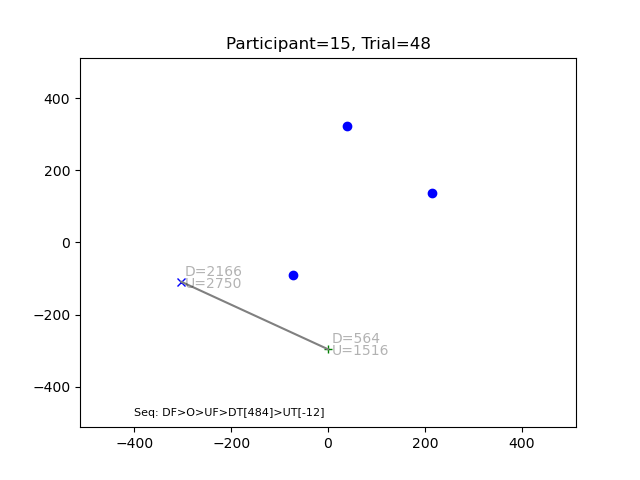 Participant=15, Trial=48
400
200
0
−200
−400
D=2166
U=2750
D=564
U=1516
Seq: DF>O>UF>DT[484]>UT[-12]
−400 −200 0 200 400